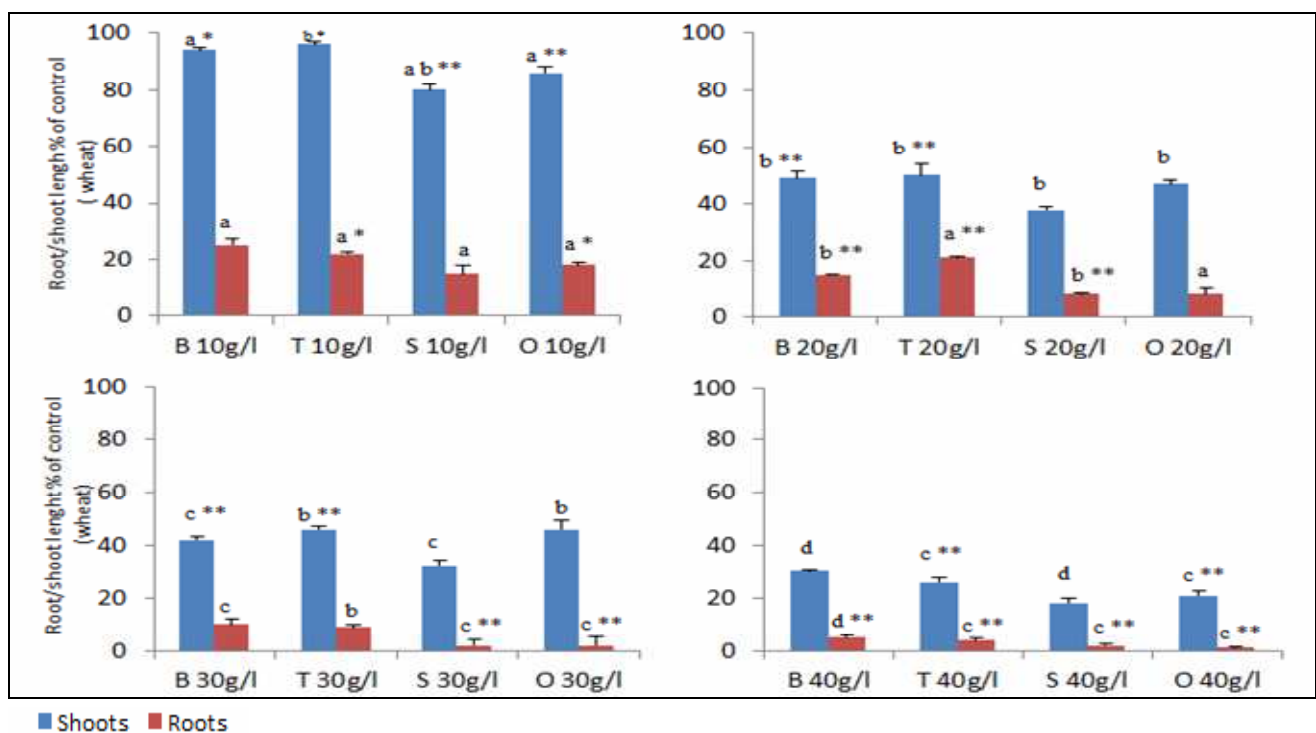 Root/shoot lengh% of control
( wheat)
100
80
60
40
20
0
a *
b *
a b **
a **
a
a *
a
a *
B 10g/l T 10g/l S 10g/l O 10g/l
100
80
60
40
20
0
b **
b **
b
b
b **
a **
b **
a
B 20g/l T 20g/l S 20g/l O 20g/l
Root/shoot lenght% of control
(wheat)
100
80
60
40
20
0
c **
b **
c
b
c
b
c **
c **
B 30g/l T 30g/l S 30g/l O 30g/l
100
80
60
40
20
0
d
c **
d
c **
d **
c **
c **
c **
B 40g/l T 40g/l S 40g/l O 40g/l
Shoots Roots